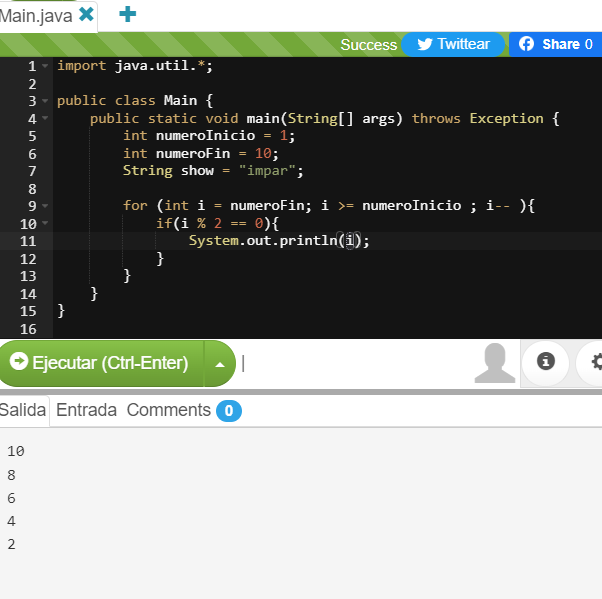 Main.java
Success Twittear Share 0
1 import java.util.*;
2
3 public class Main {
4 public static void main(String[] args) throws Exception {
5 int numeroInicio = 1;
6 int numeroFin = 10;
7 String show = "impar";
8
9 for (int i = numeroFin; i >= numeroInicio ; i-- ){
10 if(i % 2 == 0){
11 System.out.println(i);
12 }
13 }
14 }
15 }
16
Ejecutar (Ctrl-Enter)
Salida Entrada Comments 0
10
8
6
4
2